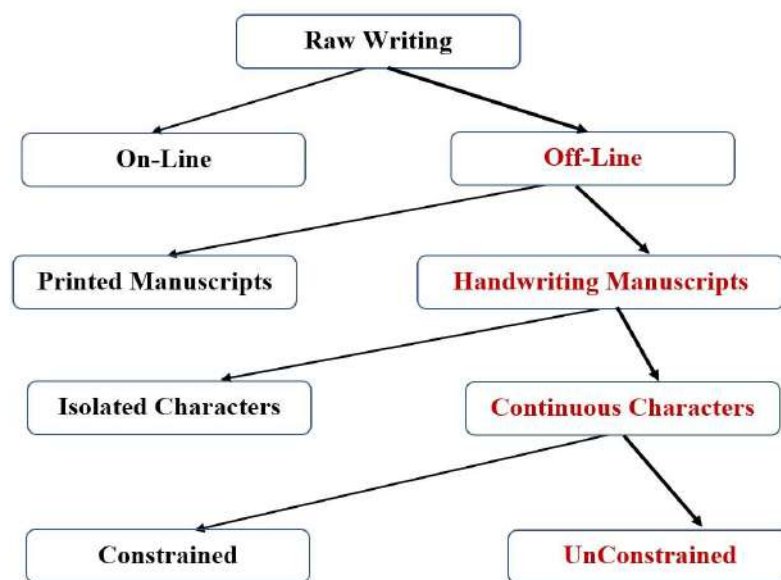 Raw Writing
On-Line Off-Line
Printed Manuscripts Handwriting Manuscripts
Isolated Characters Continuous Characters
Constrained UnConstrained